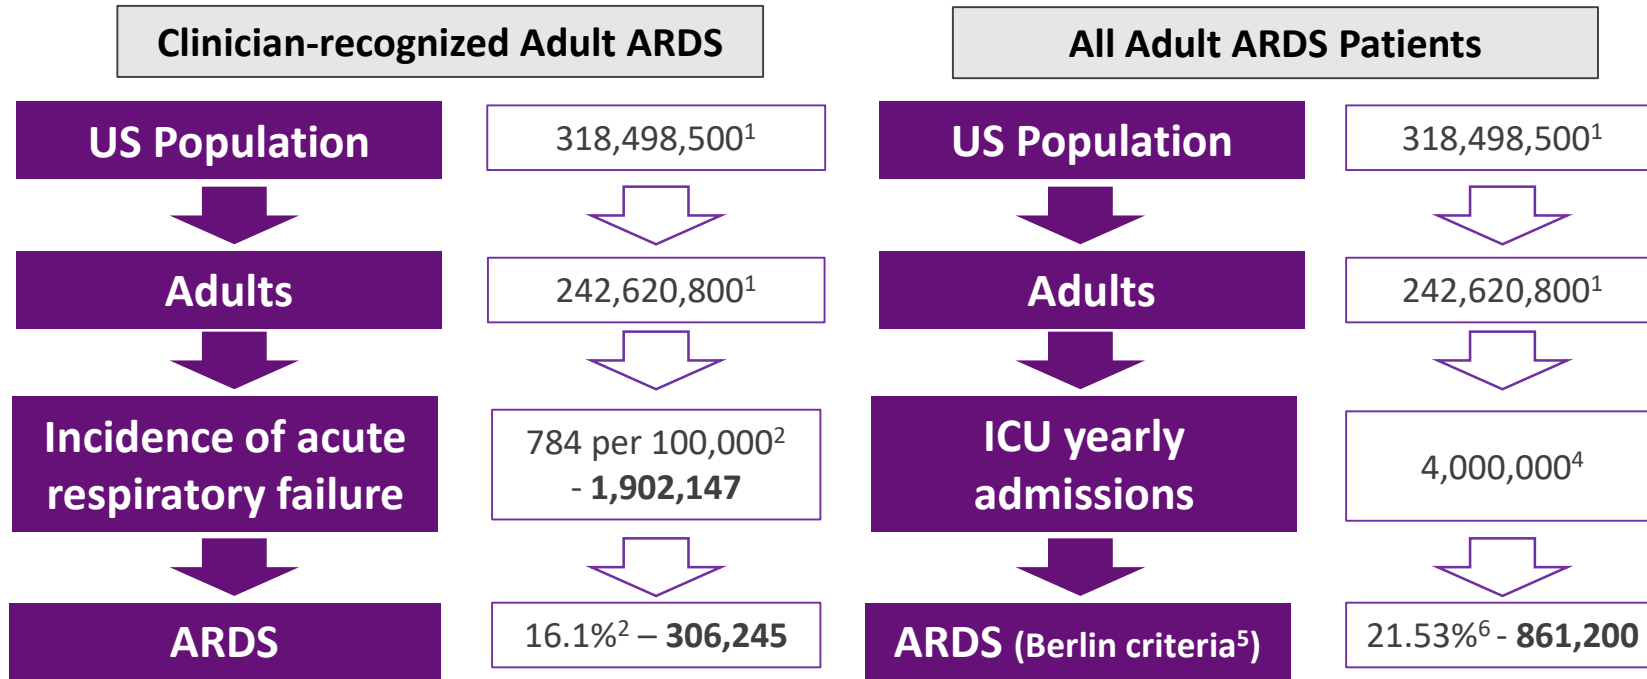 Clinician-recognized Adult ARDS
US Population
318,498,500¹
Adults
242,620,800¹
Incidence of acute
respiratory failure
784 per 100,000²
- 1,902,147
ARDS
16.1%² – 306,245
All Adult ARDS Patients
US Population
318,498,500¹
Adults
242,620,800¹
ICU yearly
admissions
4,000,000⁴
ARDS (Berlin criteria⁵)
21.53%⁶ - 861,200